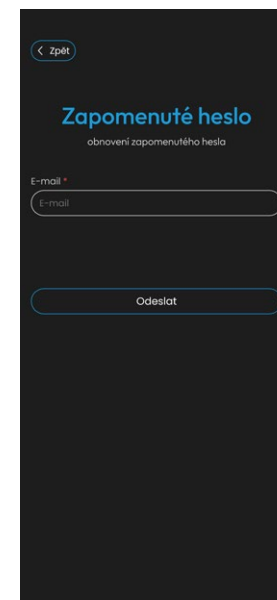 Zpět
Zapomenuté heslo
obnovení zapomenutého hesla
E-mail *
E-mail
Odeslat